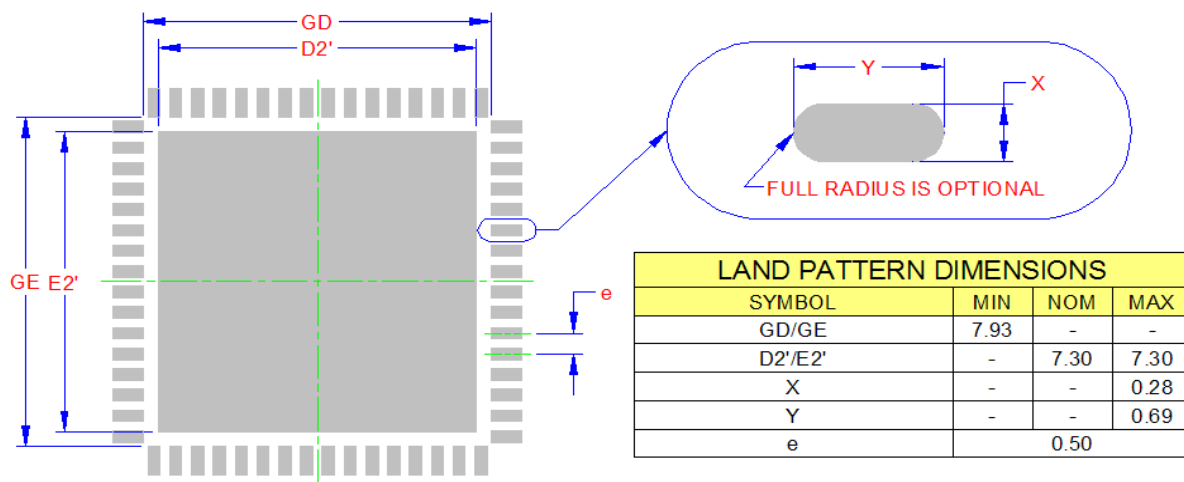 GD
D2'
GE
E2'
e
Y
X
FULL RADIUS IS OPTIONAL
LAND PATTERN DIMENSIONS
SYMBOL MIN NOM MAX
GD/GE 7.93 - -
D2'/E2' - 7.30 7.30
X - - 0.28
Y - - 0.69
e 0.50